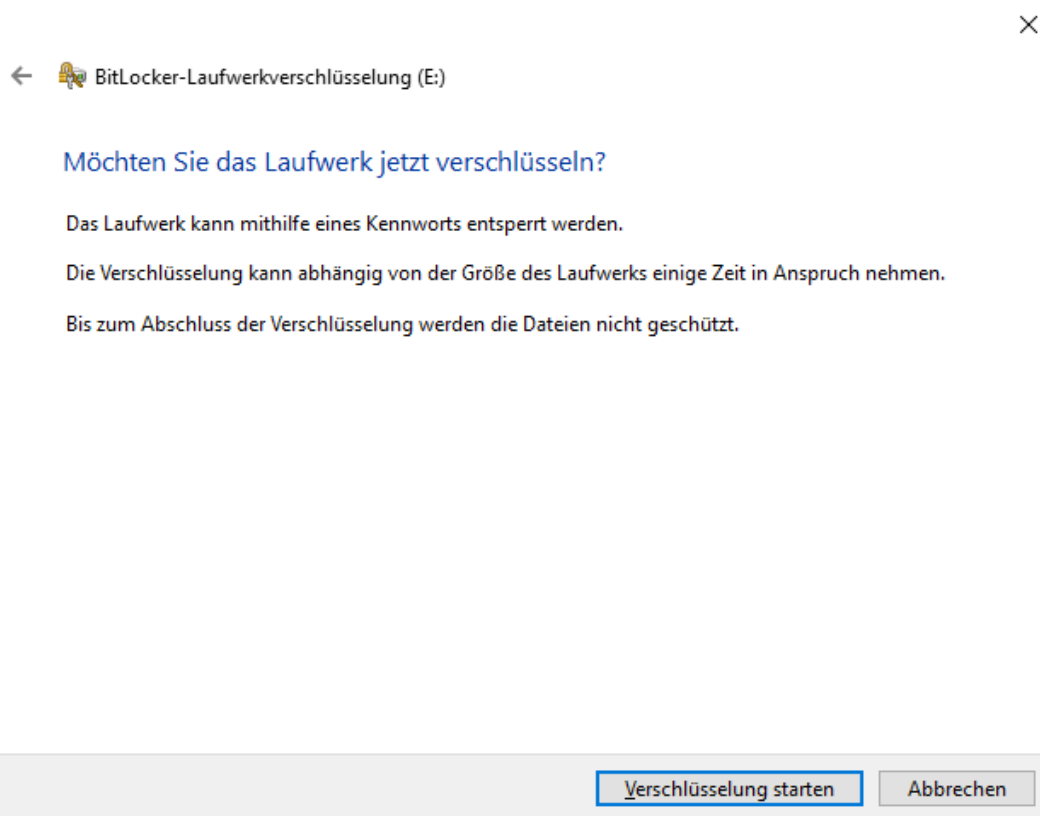 BitLocker-Laufwerkverschlüsselung (E:)
Möchten Sie das Laufwerk jetzt verschlüsseln?
Das Laufwerk kann mithilfe eines Kennworts entsperrt werden.
Die Verschlüsselung kann abhängig von der Größe des Laufwerks einige Zeit in Anspruch nehmen.
Bis zum Abschluss der Verschlüsselung werden die Dateien nicht geschützt.
Verschlüsselung starten
Abbrechen